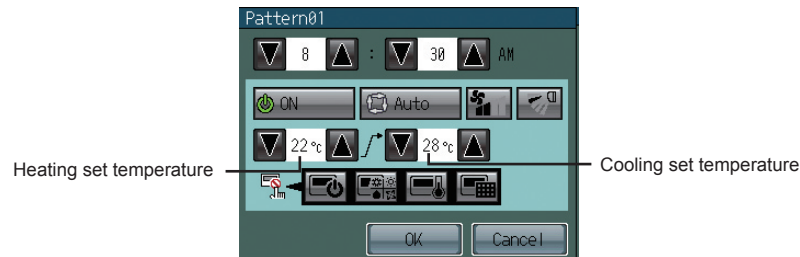 Pattern01
8 : 30 AM
ON Auto
22 °c 28 °c
Heating set temperature
Cooling set temperature
OK Cancel